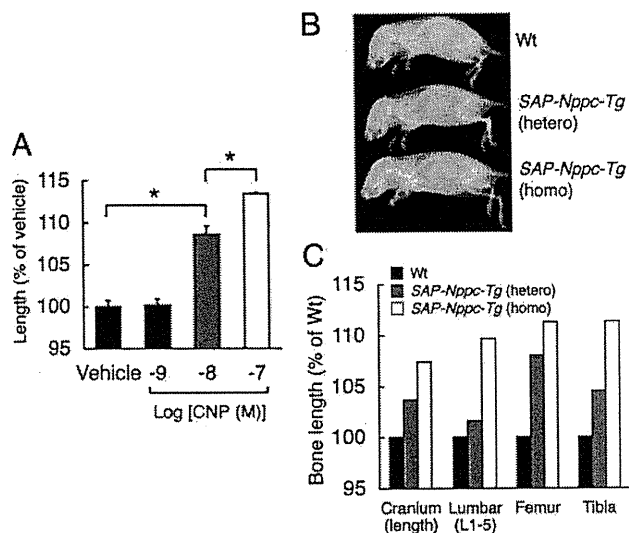 A
Length (% of vehicle)
115
110
105
100
95
*
*
Vehicle -9 -8 -7
Log [CNP (M)]
B
Wt
SAP-Nppc-Tg
(hetero)
SAP-Nppc-Tg
(homo)
C
Wt
SAP-Nppc-Tg (hetero)
SAP-Nppc-Tg (homo)
Bone length (% of Wt)
115
110
105
100
95
Cranium
(length)
Lumbar
(L1-5)
Femur
Tibla